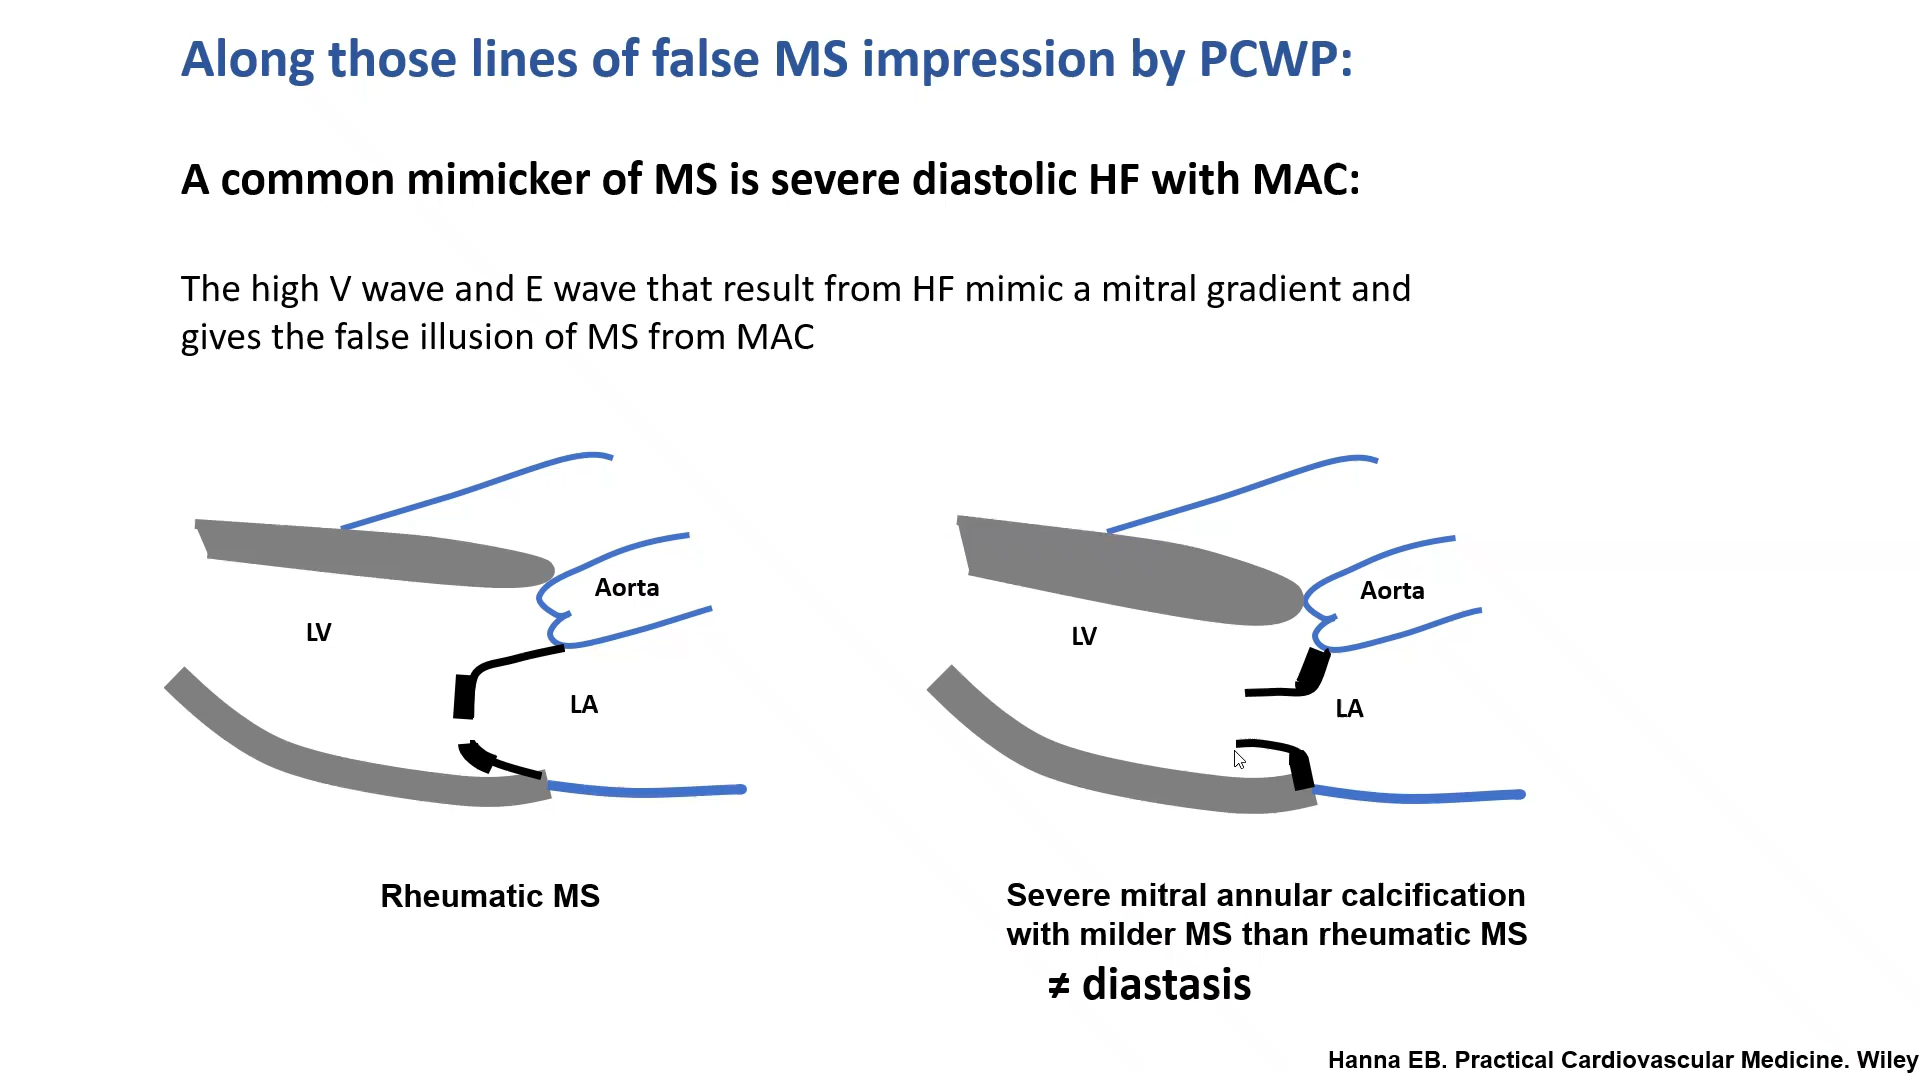 Along those lines of false MS impression by PCWP:
A common mimicker of MS is severe diastolic HF with MAC:
The high V wave and E wave that result from HF mimic a mitral gradient and
gives the false illusion of MS from MAC
Aorta
LV
LA
Aorta
LV
LA
Rheumatic MS
Severe mitral annular calcification
with milder MS than rheumatic MS
≠ diastasis
Hanna EB. Practical Cardiovascular Medicine. Wiley